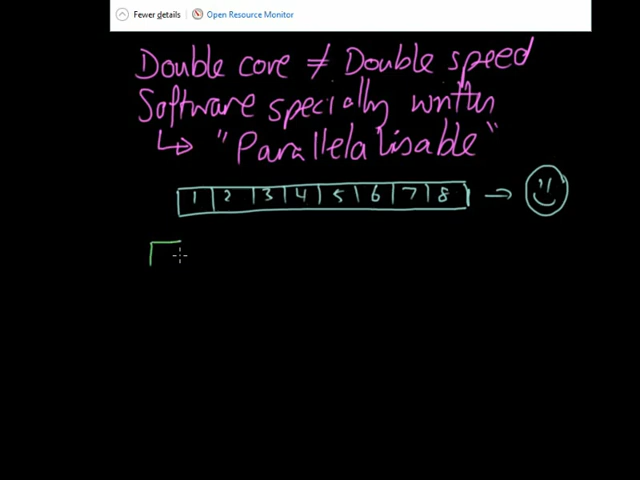 Fewer details Open Resource Monitor
Double core ≠ Double speed
Software specially written
↳ "Parallelalisable"
1 2 3 4 5 6 7 8 →